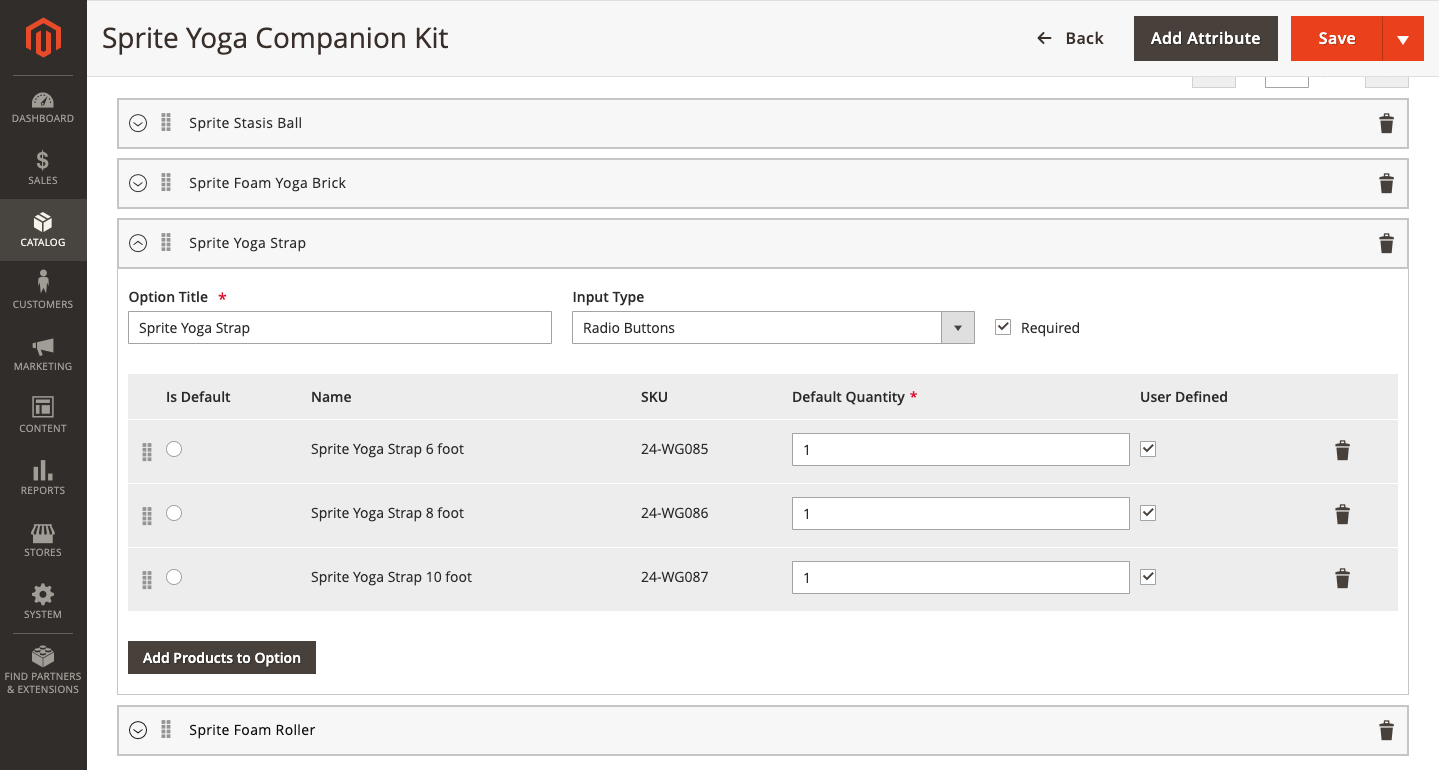 Sprite Yoga Companion Kit
Back
Add Attribute
Save
DASHBOARD
SALES
CATALOG
CUSTOMERS
MARKETING
CONTENT
REPORTS
STORES
SYSTEM
FIND PARTNERS
& EXTENSIONS
Sprite Stasis Ball
Sprite Foam Yoga Brick
Sprite Yoga Strap
Option Title *
Input Type
Sprite Yoga Strap
Radio Buttons
Required
Is Default Name SKU Default Quantity * User Defined
Sprite Yoga Strap 6 foot 24-WG085 1
Sprite Yoga Strap 8 foot 24-WG086 1
Sprite Yoga Strap 10 foot 24-WG087 1
Add Products to Option
Sprite Foam Roller